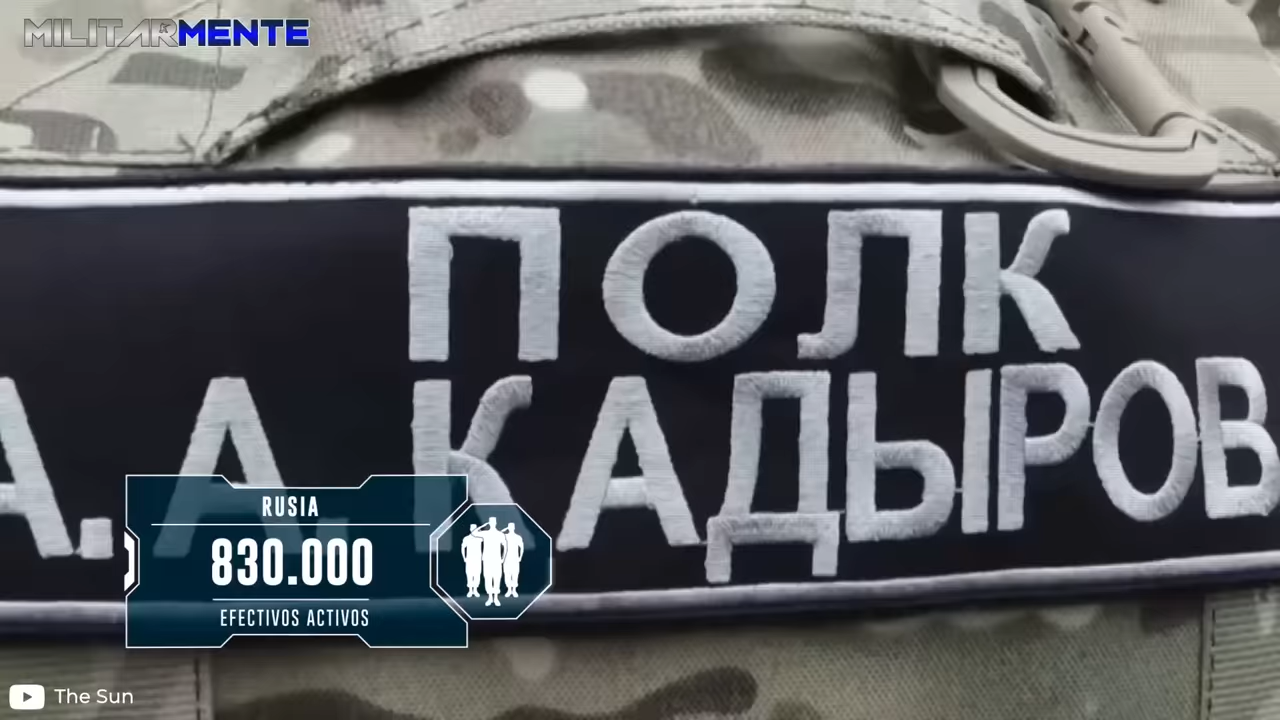 MILITARMENTE
ПОЛК
А. А. КАДЫРОВ
RUSIA
830.000
EFECTIVOS ACTIVOS
The Sun